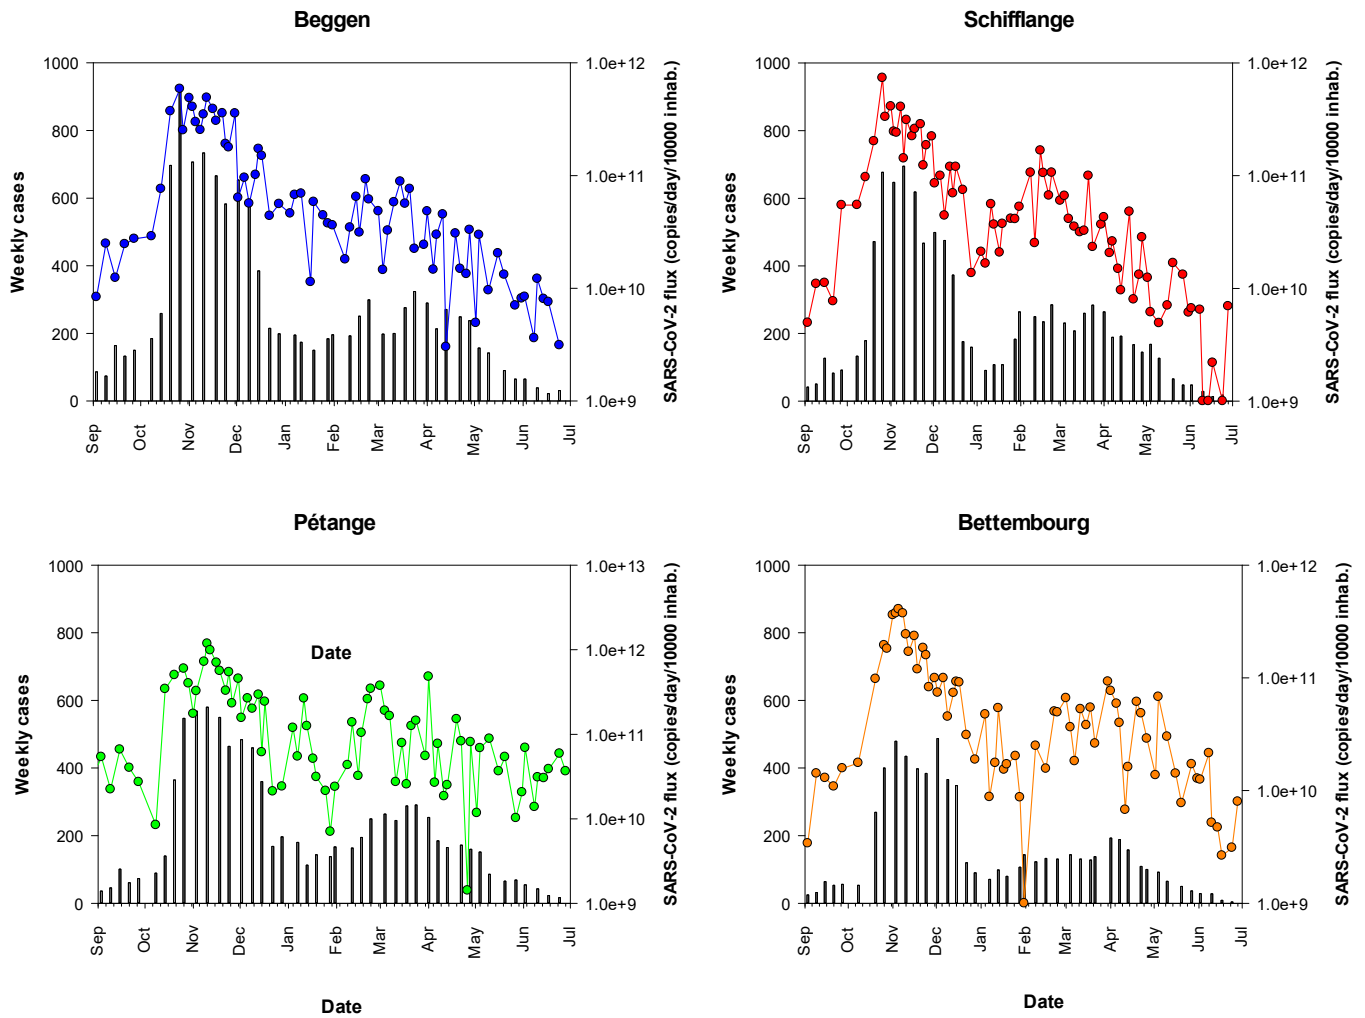 Beggen
Weekly cases
1000
800
600
400
200
0
1.0e+12
1.0e+11
1.0e+10
1.0e+9
SARS-CoV-2 flux (copies/day/10000 inhab.)
Sep Oct Nov Dec Jan Feb Mar Apr May Jun Jul
Schifflange
Weekly cases
1000
800
600
400
200
0
1.0e+12
1.0e+11
1.0e+10
1.0e+9
SARS-CoV-2 flux (copies/day/10000 inhab.)
Sep Oct Nov Dec Jan Feb Mar Apr May Jun Jul
Pétange
Weekly cases
1000
800
600
400
200
0
Date
1.0e+13
1.0e+12
1.0e+11
1.0e+10
1.0e+9
SARS-CoV-2 flux (copies/day/10000 inhab.)
Sep Oct Nov Dec Jan Feb Mar Apr May Jun Jul
Date
Bettembourg
Weekly cases
1000
800
600
400
200
0
1.0e+12
1.0e+11
1.0e+10
1.0e+9
SARS-CoV-2 flux (copies/day/10000 inhab.)
Sep Oct Nov Dec Jan Feb Mar Apr May Jun Jul
Date